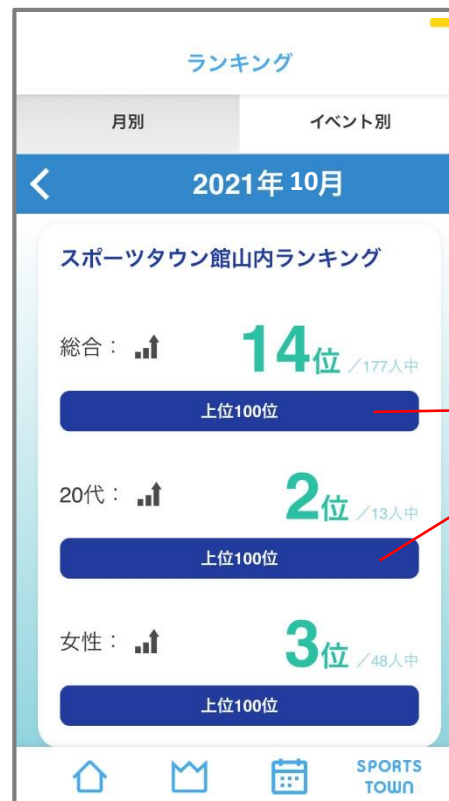 ランキング
月別 イベント別
2021年 10月
スポーツタウン館山内ランキング
総合： 14位 ／177人中
上位100位
20代： 2位 ／13人中
上位100位
女性： 3位 ／48人中
上位100位
SPORTS
TOWN